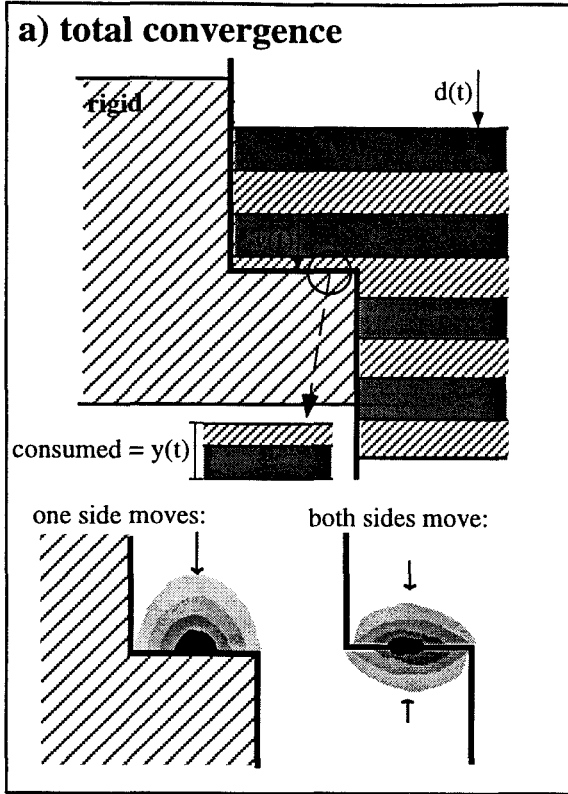 a) total convergence
rigid
d(t)
consumed = y(t)
one side moves:
both sides move: